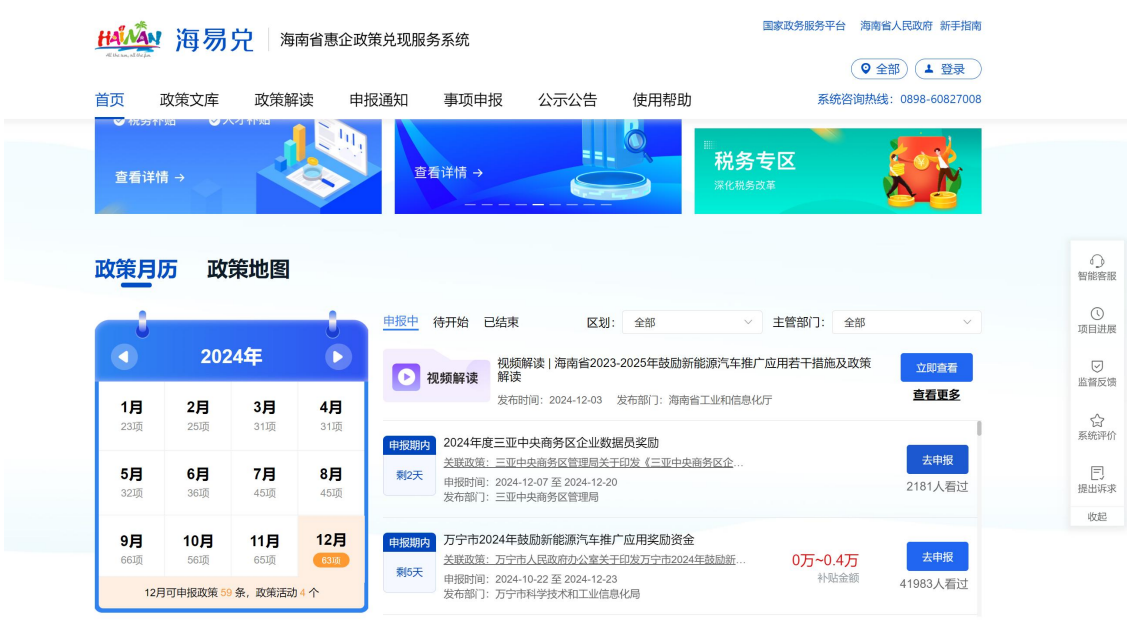 国家政务服务平台 海南省人民政府 新手指南
HAINAN 海易兑 海南省惠企政策兑现服务系统
全部 登录
首页 政策文库 政策解读 申报通知 事项申报 公示公告 使用帮助 系统咨询热线：0898-60827008
税务补贴 人才补贴
查看详情 →
查看详情 →
税务专区
深化税务改革
政策月历 政策地图
申报中 待开始 已结束 区划： 全部 主管部门： 全部
2024年
1月 2月 3月 4月
23项 25项 31项 31项
5月 6月 7月 8月
32项 36项 45项 45项
9月 10月 11月 12月
66项 56项 65项 63项
12月可申报政策 59 条，政策活动 4 个
视频解读
视频解读 | 海南省2023-2025年鼓励新能源汽车推广应用若干措施及政策
解读
发布时间：2024-12-03 发布部门：海南省工业和信息化厅
立即查看
查看更多
申报期内
剩2天
2024年度三亚中央商务区企业数据员奖励
关联政策：三亚中央商务区管理局关于印发《三亚中央商务区企…
申报时间：2024-12-07 至 2024-12-20
发布部门：三亚中央商务区管理局
去申报
2181人看过
申报期内
剩5天
万宁市2024年鼓励新能源汽车推广应用奖励资金
关联政策：万宁市人民政府办公室关于印发万宁市2024年鼓励新…
申报时间：2024-10-22 至 2024-12-23
发布部门：万宁市科学技术和工业信息化局
0万~0.4万
补贴金额
去申报
41983人看过
智能客服
项目进展
监督反馈
系统评价
提出诉求
收起